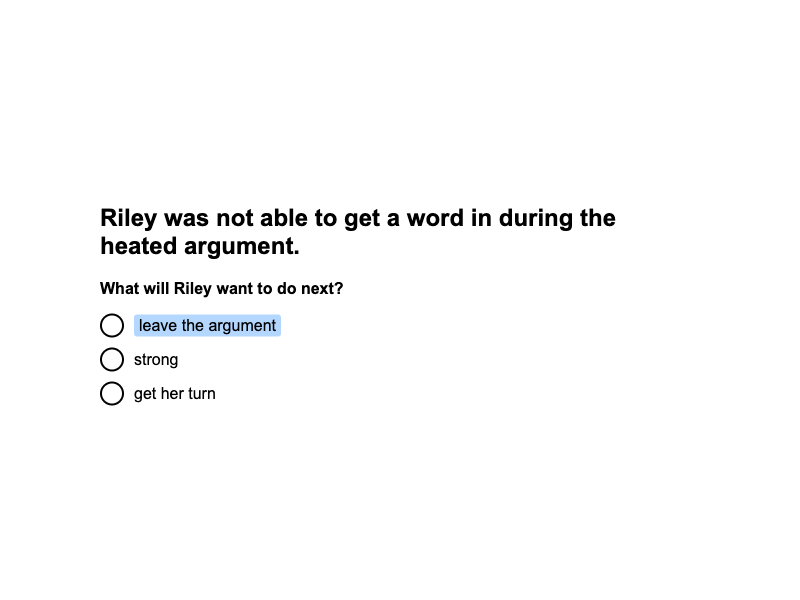 Riley was not able to get a word in during the
heated argument.
What will Riley want to do next?
leave the argument
strong
get her turn